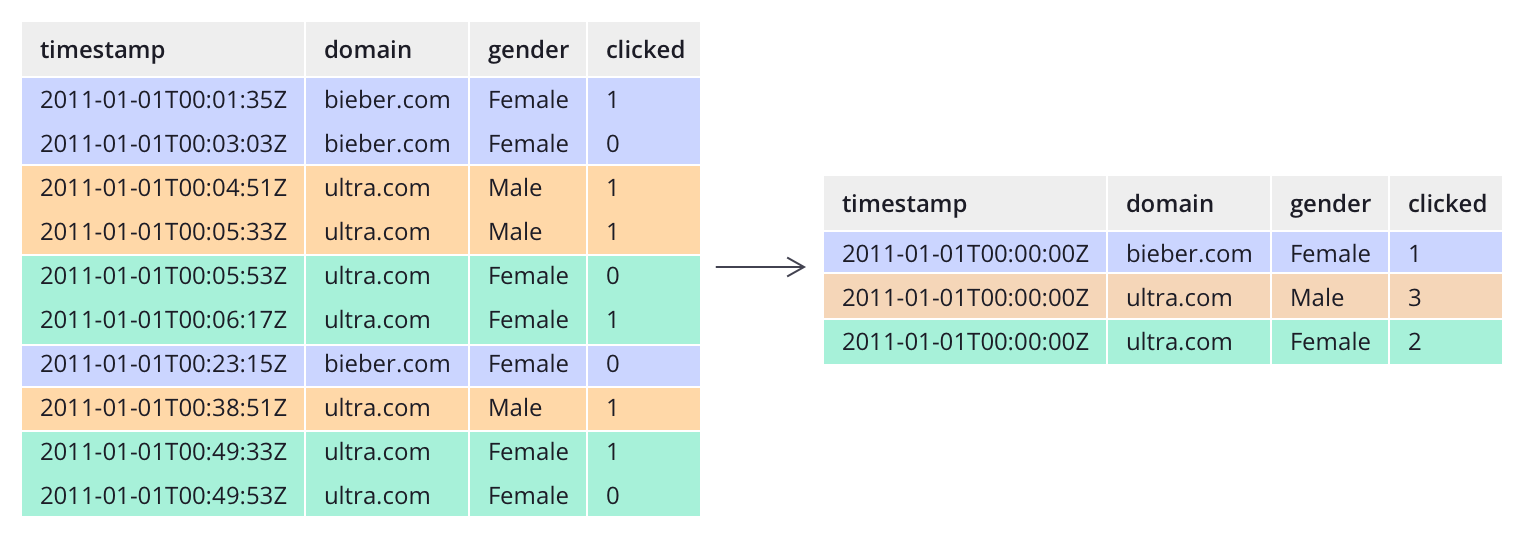 timestamp domain gender clicked
2011-01-01T00:01:35Z bieber.com Female 1
2011-01-01T00:03:03Z bieber.com Female 0
2011-01-01T00:04:51Z ultra.com Male 1
2011-01-01T00:05:33Z ultra.com Male 1
2011-01-01T00:05:53Z ultra.com Female 0
2011-01-01T00:06:17Z ultra.com Female 1
2011-01-01T00:23:15Z bieber.com Female 0
2011-01-01T00:38:51Z ultra.com Male 1
2011-01-01T00:49:33Z ultra.com Female 1
2011-01-01T00:49:53Z ultra.com Female 0
timestamp domain gender clicked
2011-01-01T00:00:00Z bieber.com Female 1
2011-01-01T00:00:00Z ultra.com Male 3
2011-01-01T00:00:00Z ultra.com Female 2